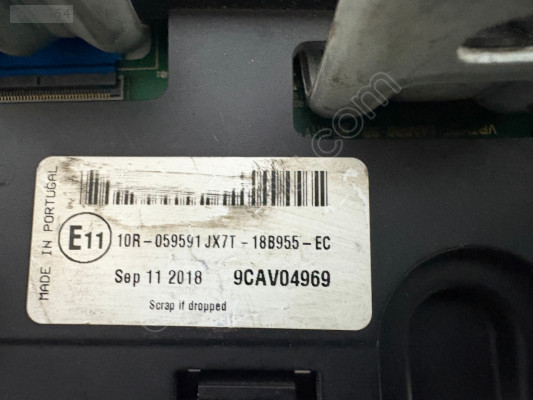 MADE IN PORTUGAL
E11
10R-059591 JX7T-18B955-EC
Sep 11 2018 9CAV04969
Scrap if dropped